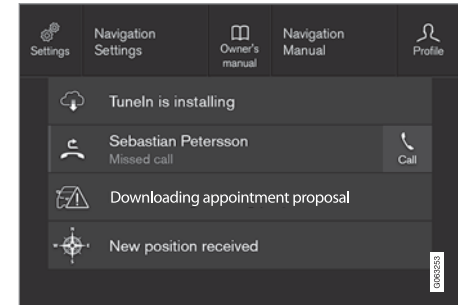 Settings
Navigation
Settings
Owner's
manual
Navigation
Manual
Profile
TuneIn is installing
Sebastian Petersson
Missed call
Call
Downloading appointment proposal
New position received
G063253